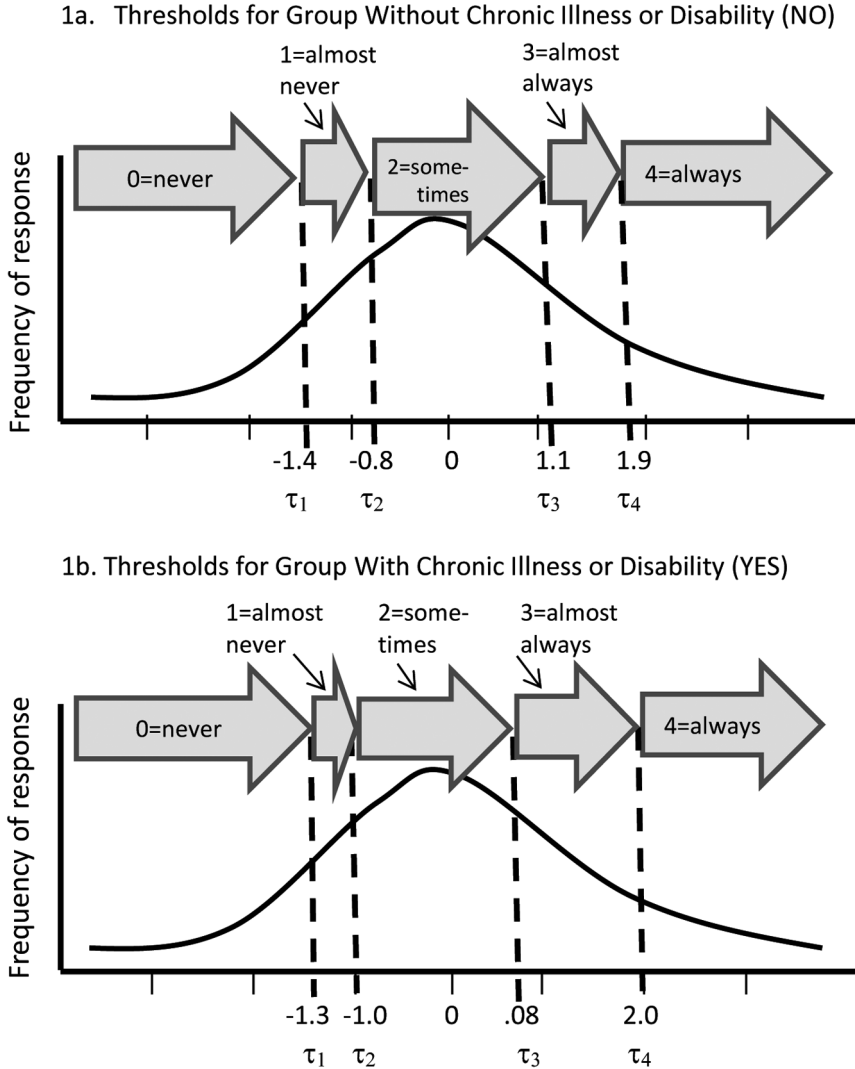 1a. Thresholds for Group Without Chronic Illness or Disability (NO)
1=almost
never
3=almost
always
0=never
2=some-
times
4=always
Frequency of response
-1.4 -0.8 0 1.1 1.9
τ1 τ2 τ3 τ4
1b. Thresholds for Group With Chronic Illness or Disability (YES)
1=almost
never
2=some-
times
3=almost
always
0=never
4=always
Frequency of response
-1.3 -1.0 0 .08 2.0
τ1 τ2 τ3 τ4